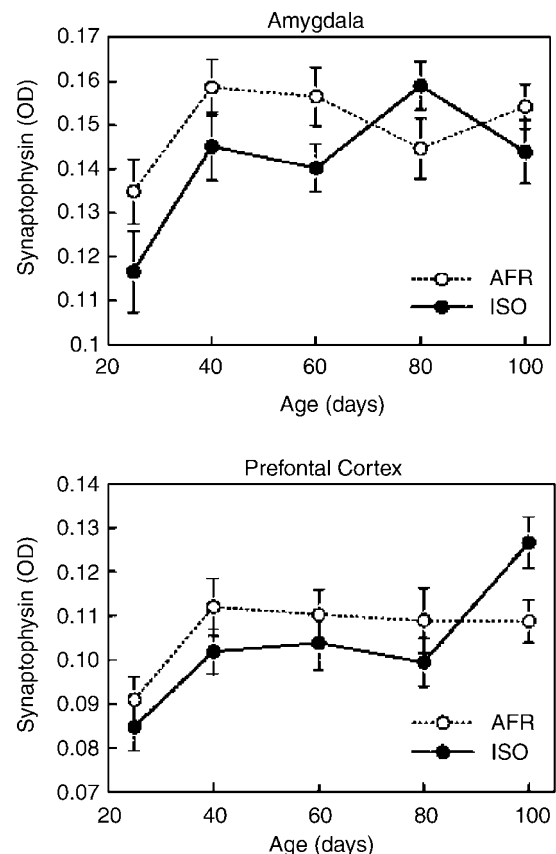 Amygdala
0.17
0.16
0.15
0.14
0.13
0.12
0.11
0.1
Synaptophysin (OD)
AFR
ISO
20 40 60 80 100
Age (days)
Prefontal Cortex
0.14
0.13
0.12
0.11
0.10
0.09
0.08
0.07
Synaptophysin (OD)
AFR
ISO
20 40 60 80 100
Age (days)